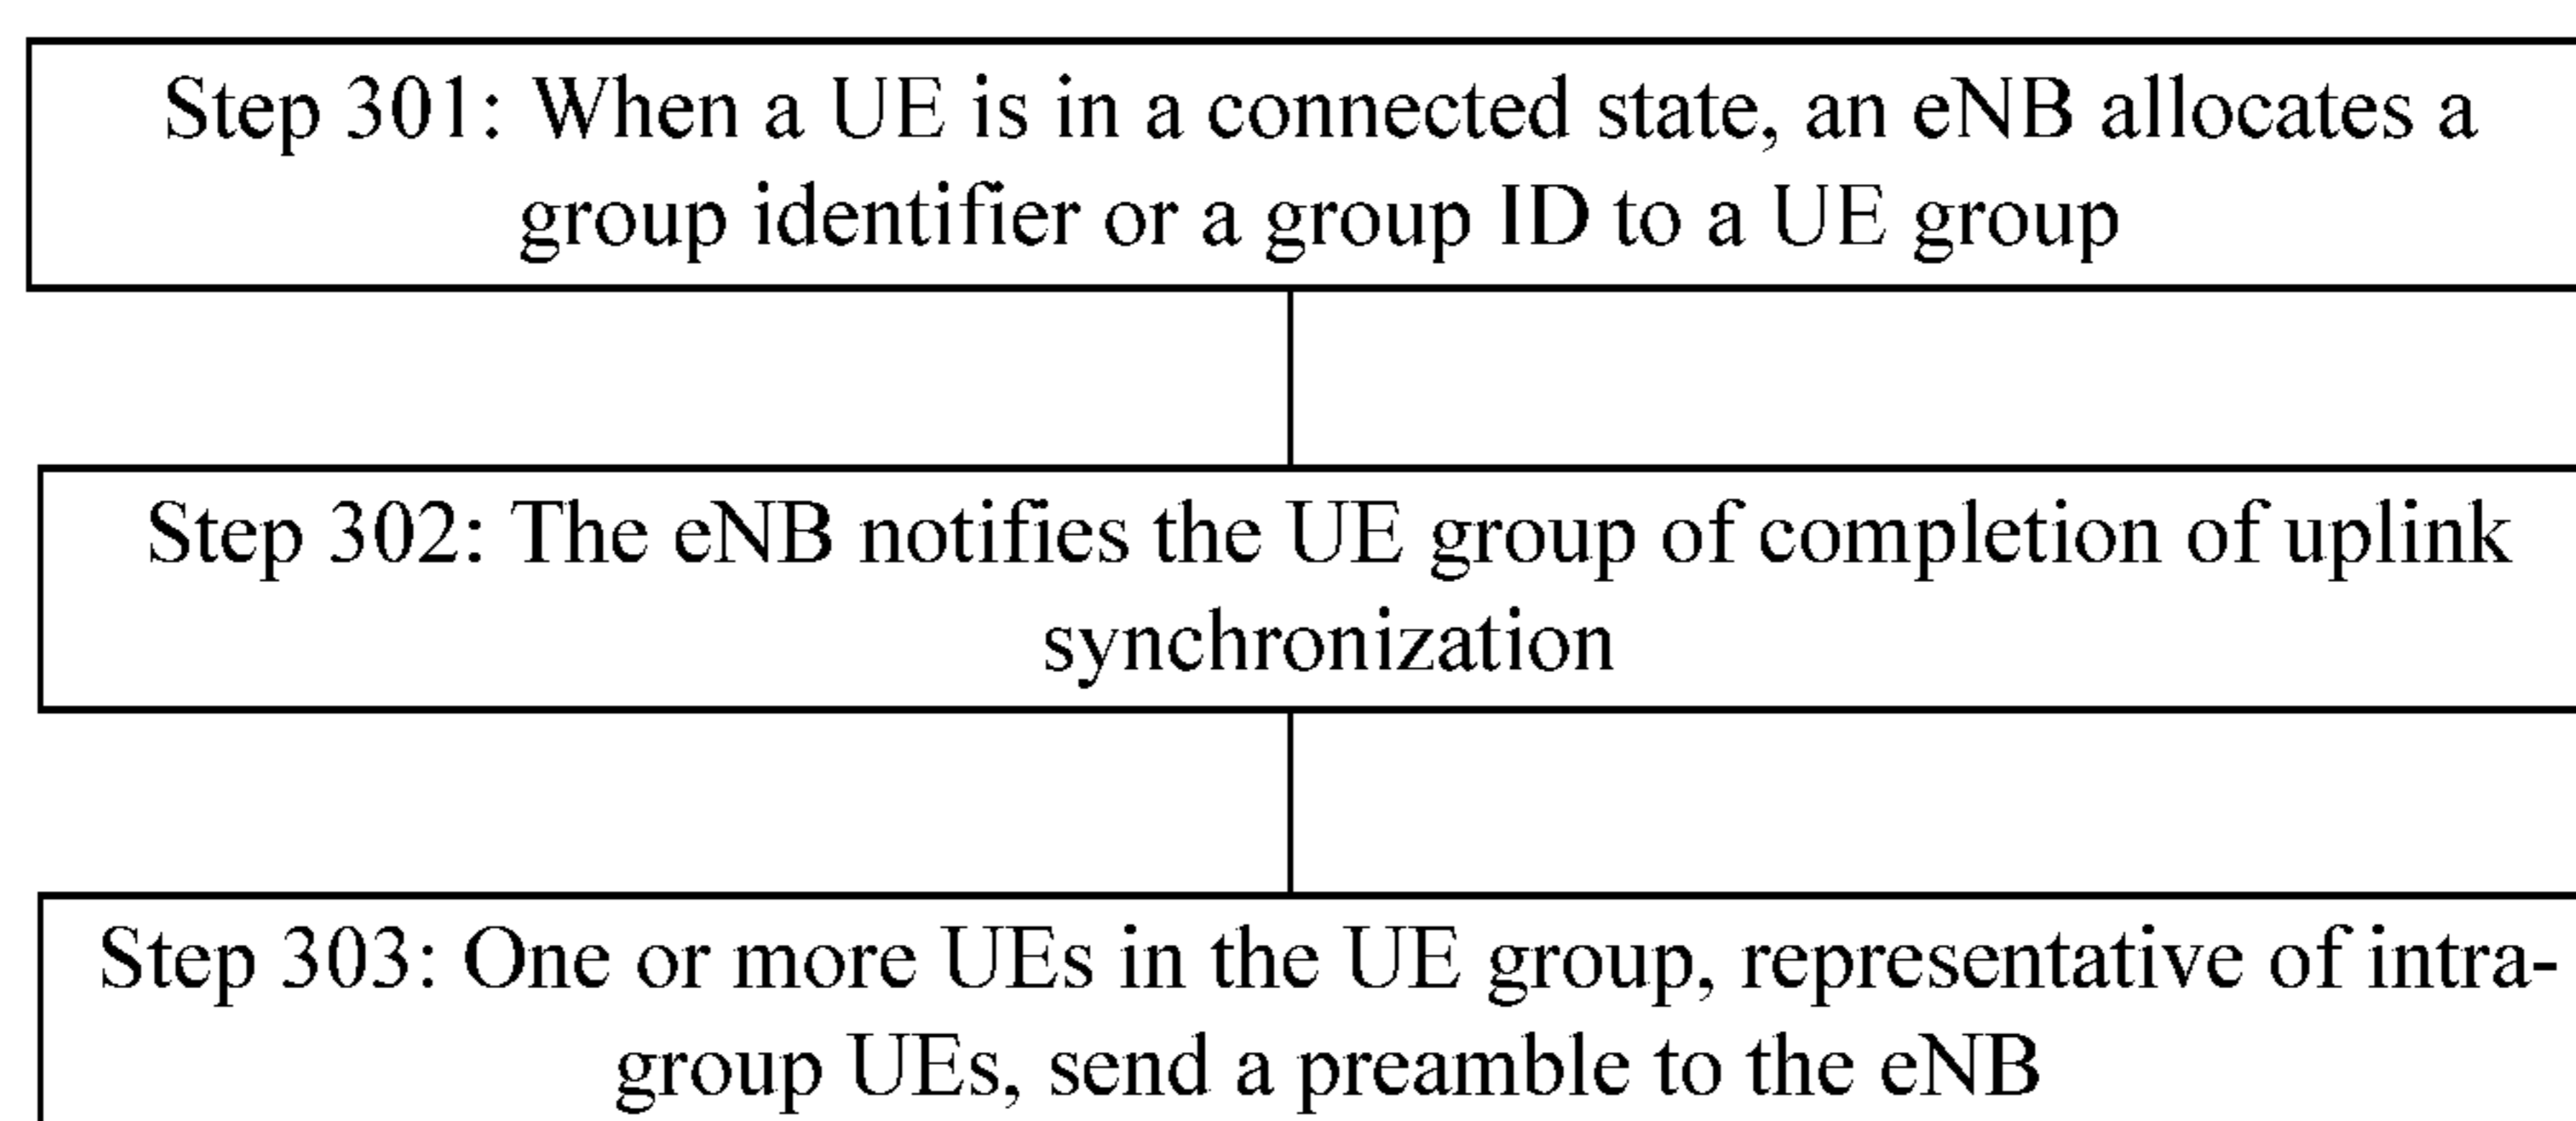 Step 301: When a UE is in a connected state, an eNB allocates a
group identifier or a group ID to a UE group
Step 302: The eNB notifies the UE group of completion of uplink
synchronization
Step 303: One or more UEs in the UE group, representative of intra-
group UEs, send a preamble to the eNB